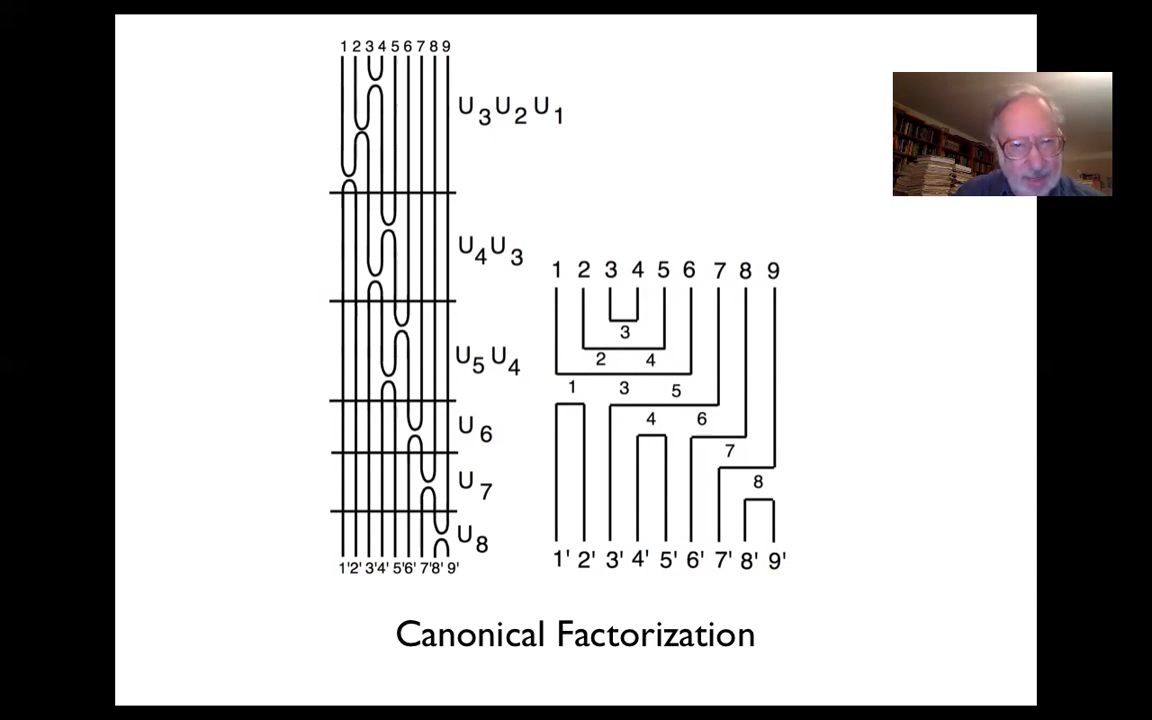 1 2 3 4 5 6 7 8 9
U3U2U1
U4U3
U5U4
U6
U7
U8
1'2' 3'4' 5'6' 7'8' 9'
1 2 3 4 5 6 7 8 9
3
2 4
1 3 5
4 6
7
8
1' 2' 3' 4' 5' 6' 7' 8' 9'
Canonical Factorization